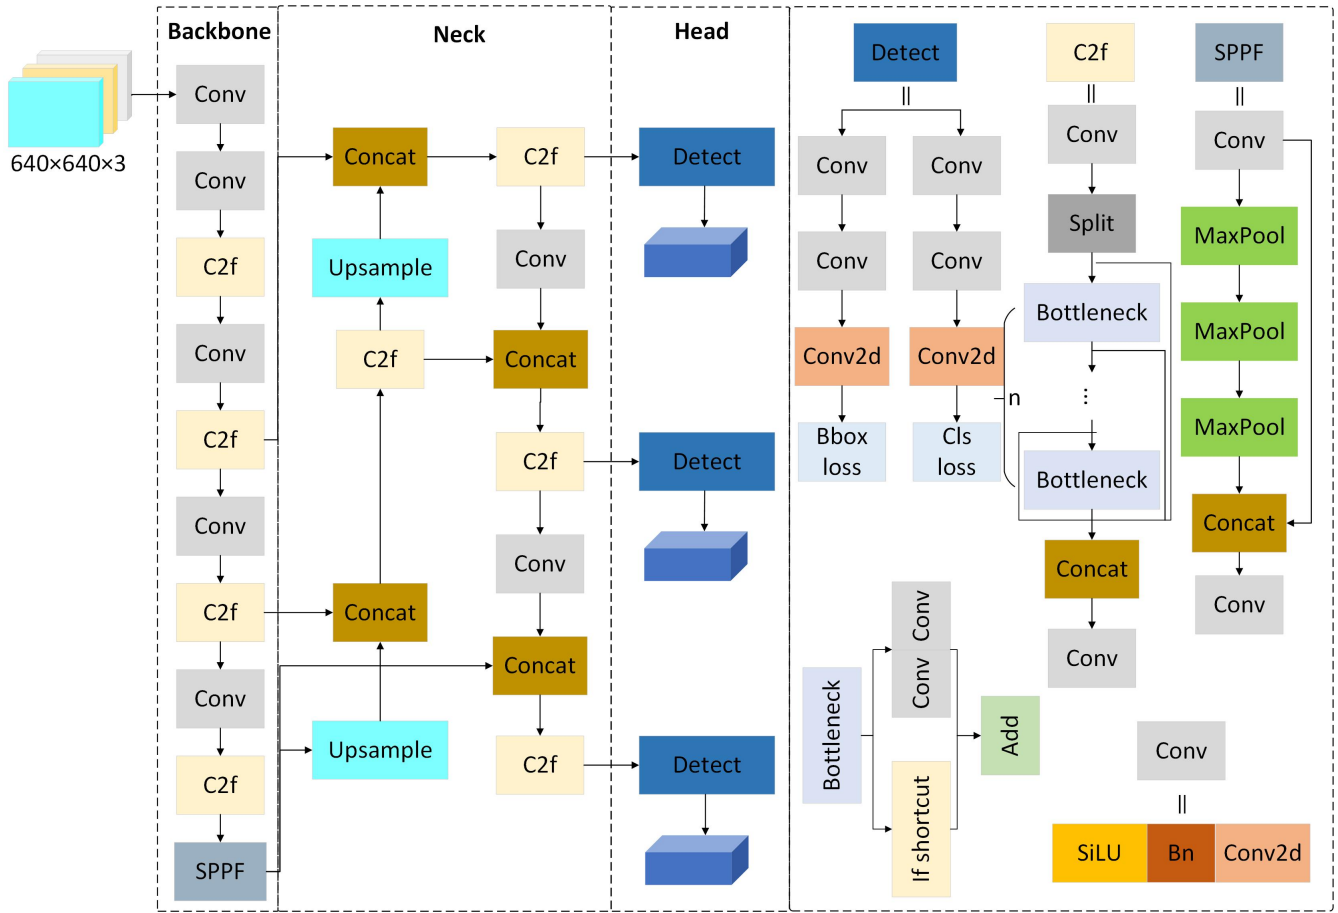 Backbone
Neck
Head
640×640×3
Conv
Conv
C2f
Conv
C2f
Conv
C2f
Conv
C2f
SPPF
Concat
Upsample
C2f
Concat
Upsample
C2f
Conv
Concat
C2f
Conv
Concat
C2f
Detect
Detect
Detect
Detect
Conv
Conv
Conv
Conv
Conv2d
Conv2d
Bbox
loss
Cls
loss
C2f
Conv
Split
Bottleneck
...
n
Bottleneck
Concat
Conv
SPPF
Conv
MaxPool
MaxPool
MaxPool
Concat
Conv
Bottleneck
Conv
Conv
If shortcut
Add
Conv
SiLU
Bn
Conv2d